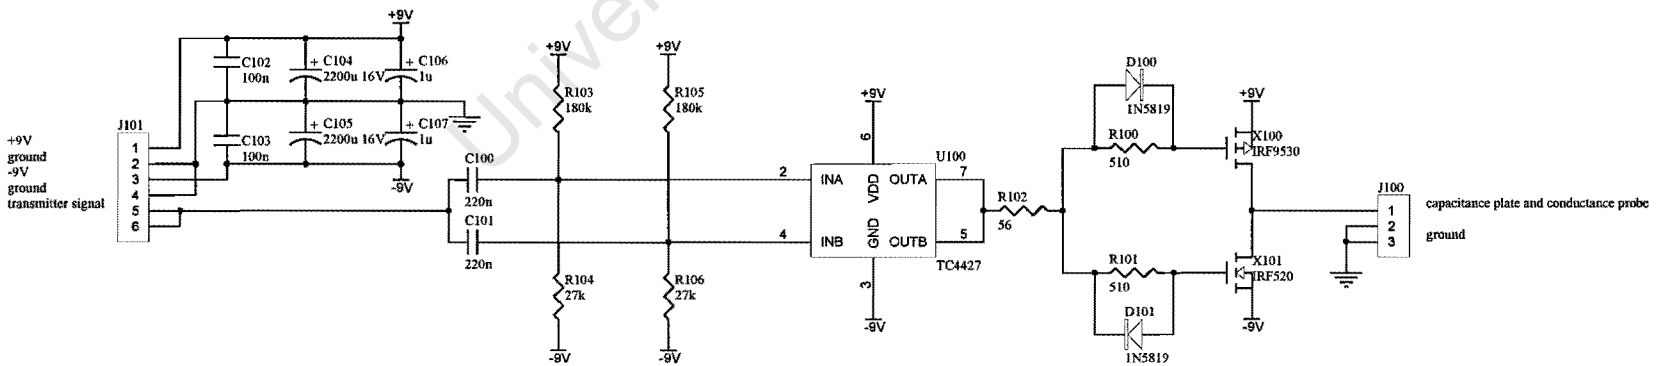 +9V
C102
100n
+ C104
2200u 16V
+ C106
1u
C103
100n
+ C105
2200u 16V
+ C107
1u
-9V
J101
1
2
3
4
5
6
+9V
ground
-9V
ground
transmitter signal
C100
220n
C101
220n
+9V
R103
180k
R104
27k
-9V
+9V
R105
180k
R106
27k
-9V
Unive
2
4
+9V
6
U100
INA
VDD
OUTA
7
INB
GND
OUTB
5
TC4427
3
-9V
R102
56
D100
1N5819
R100
510
R101
510
D101
1N5819
+9V
X100
IRF9530
X101
IRF520
-9V
J100
1
2
3
capacitance plate and conductance probe
ground